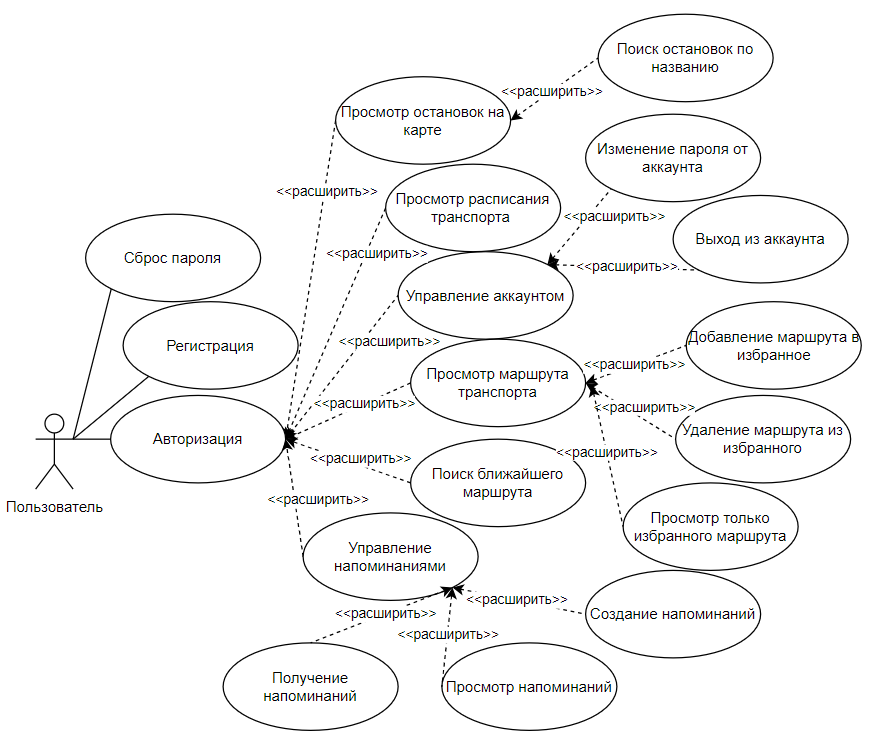 Поиск остановок по
названию
<<расширить>>
Просмотр остановок на
карте
Изменение пароля от
аккаунта
<<расширить>>
Просмотр расписания
транспорта
<<расширить>>
Выход из аккаунта
<<расширить>>
Сброс пароля
<<расширить>>
Управление аккаунтом
<<расширить>>
Регистрация
Добавление маршрута в
избранное
<<расширить>>
Просмотр маршрута
транспорта
<<расширить>>
<<расширить>>
<<расширить>>
Удаление маршрута из
избранного
Авторизация
<<расширить>>
<<расширить>>
Поиск ближайшего
маршрута
<<расширить>>
Пользователь
Просмотр только
избранного маршрута
Управление
напоминаниями
<<расширить>>
<<расширить>>
Создание напоминаний
<<расширить>>
Получение
напоминаний
Просмотр напоминаний